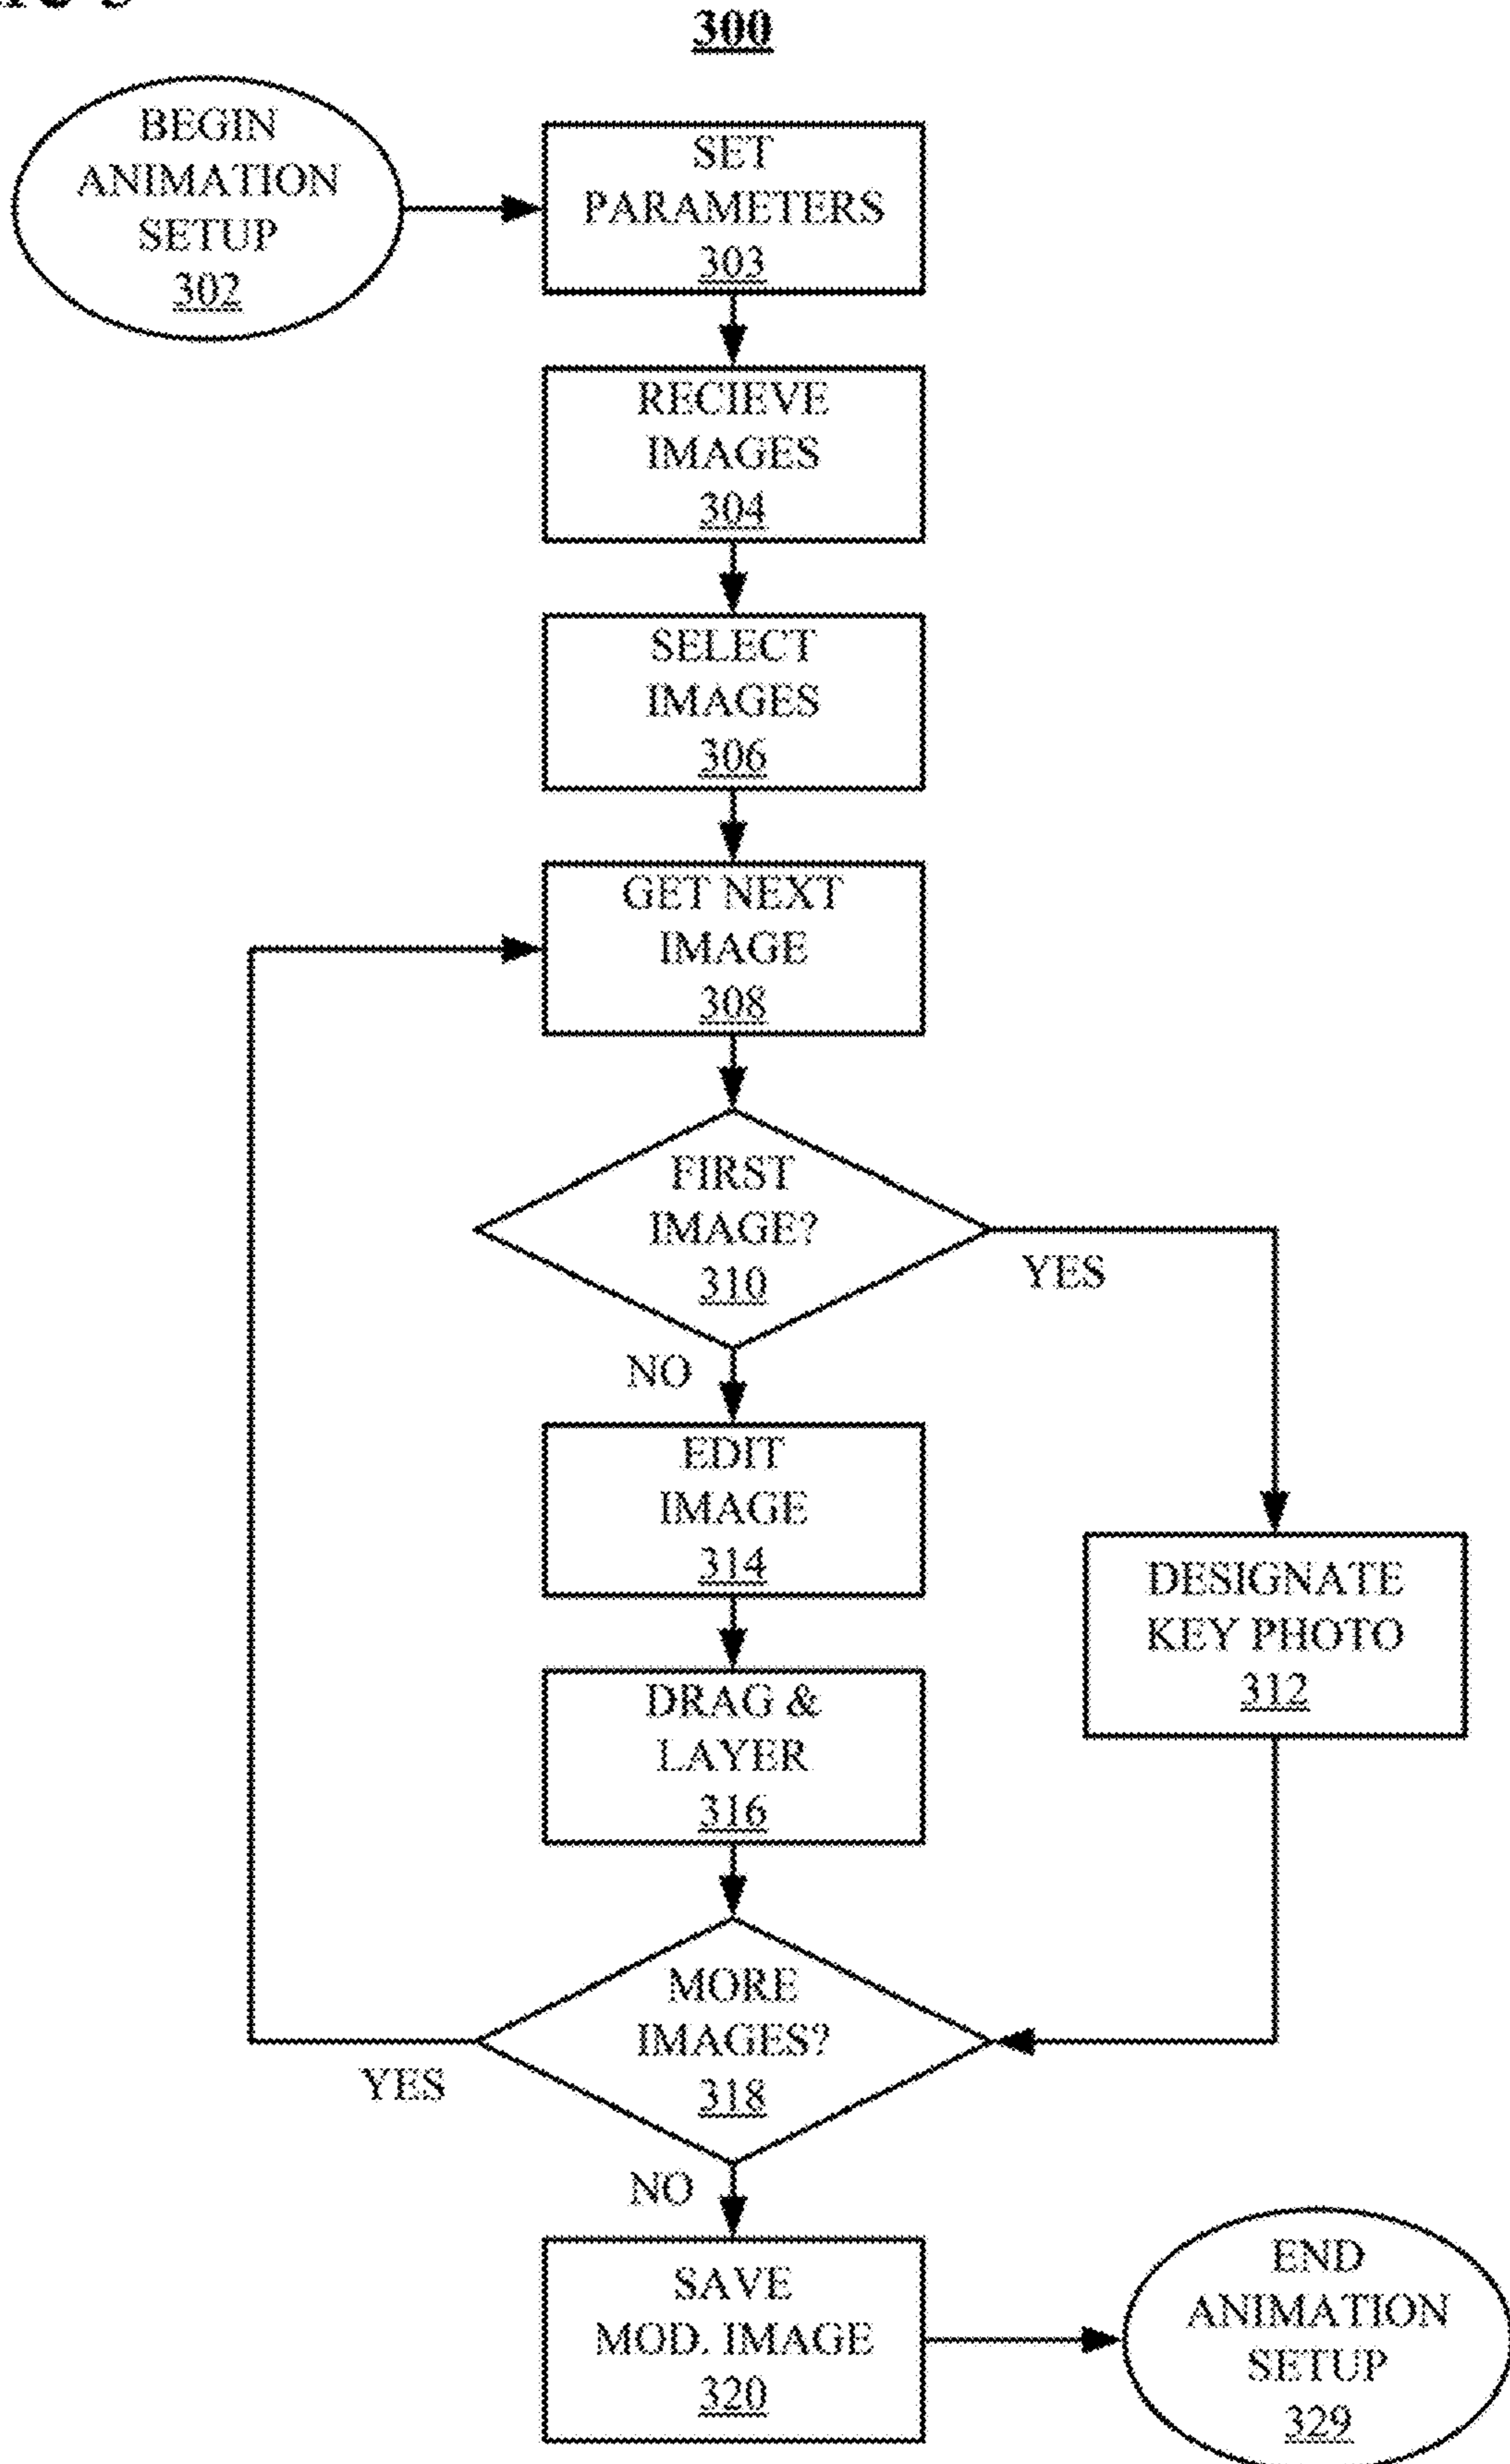 300
BEGIN
ANIMATION
SETUP
302
SET
PARAMETERS
303
RECIEVE
IMAGES
304
SELECT
IMAGES
306
GET NEXT
IMAGE
308
FIRST
IMAGE?
310
YES
NO
EDIT
IMAGE
314
DESIGNATE
KEY PHOTO
312
DRAG &
LAYER
316
MORE
IMAGES?
318
YES
NO
SAVE
MOD. IMAGE
320
END
ANIMATION
SETUP
329